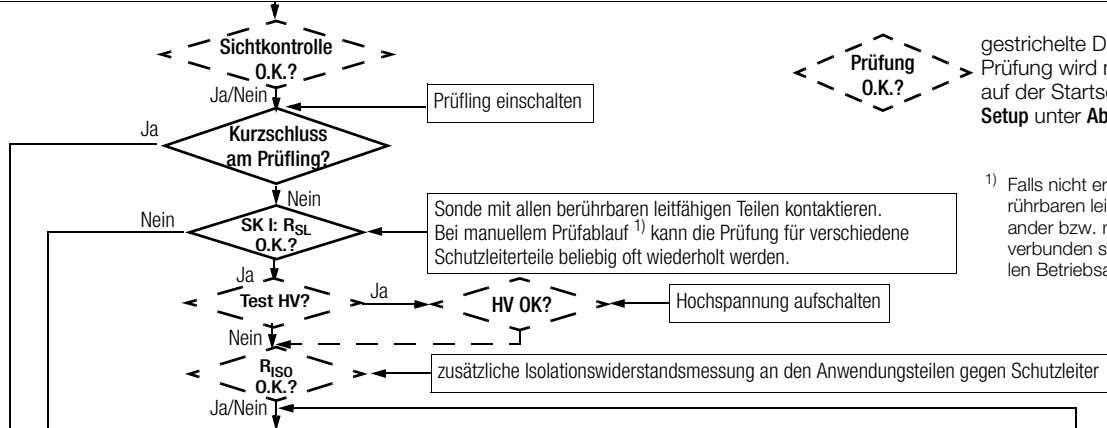 Sichtkontrolle
O.K.?
Ja/Nein
Prüfling einschalten
Ja
Kurzschluss
am Prüfling?
Nein
Nein
SK I: RSL
O.K.?
Sonde mit allen berührbaren leitfähigen Teilen kontaktieren.
Bei manuellem Prüfablauf 1) kann die Prüfung für verschiedene
Schutzleiterteile beliebig oft wiederholt werden.
Ja
Test HV?
Ja
HV OK?
Hochspannung aufschalten
Nein
RISO
O.K.?
zusätzliche Isolationswiderstandsmessung an den Anwendungsteilen gegen Schutzleiter
Ja/Nein
Prüfung
O.K.?
gestrichelte D
Prüfung wird
auf der Startse
Setup unter Ab
1) Falls nicht er
rührbaren lei
ander bzw.
verbunden s
len Betriebsa